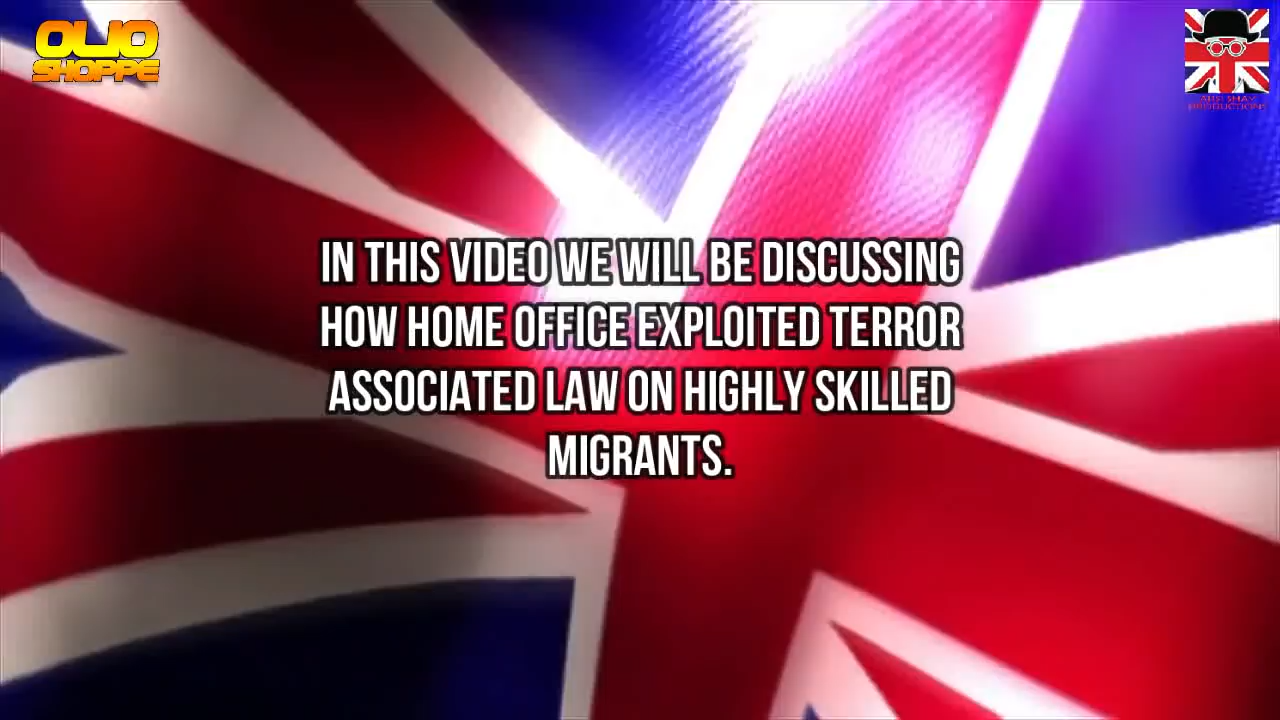 OLIO
SHOPPE
IN THIS VIDEO WE WILL BE DISCUSSING
HOW HOME OFFICE EXPLOITED TERROR
ASSOCIATED LAW ON HIGHLY SKILLED
MIGRANTS.
PRODUCTIONS